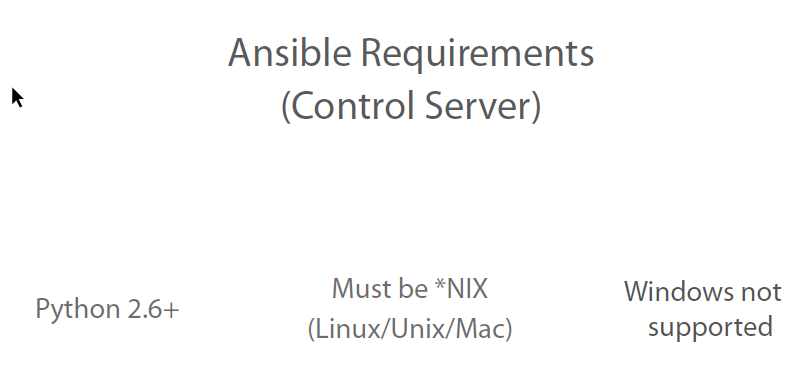 Ansible Requirements
(Control Server)
Python 2.6+
Must be *NIX
(Linux/Unix/Mac)
Windows not
supported